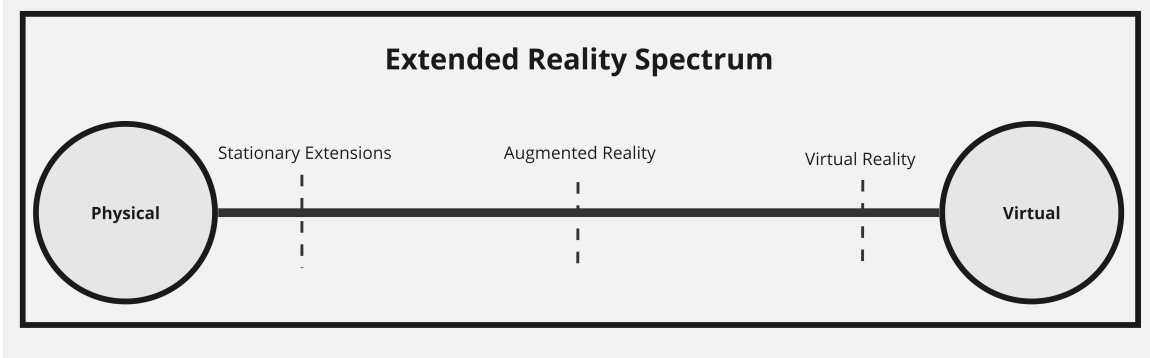 Extended Reality Spectrum
Stationary Extensions
Augmented Reality
Virtual Reality
Physical
Virtual